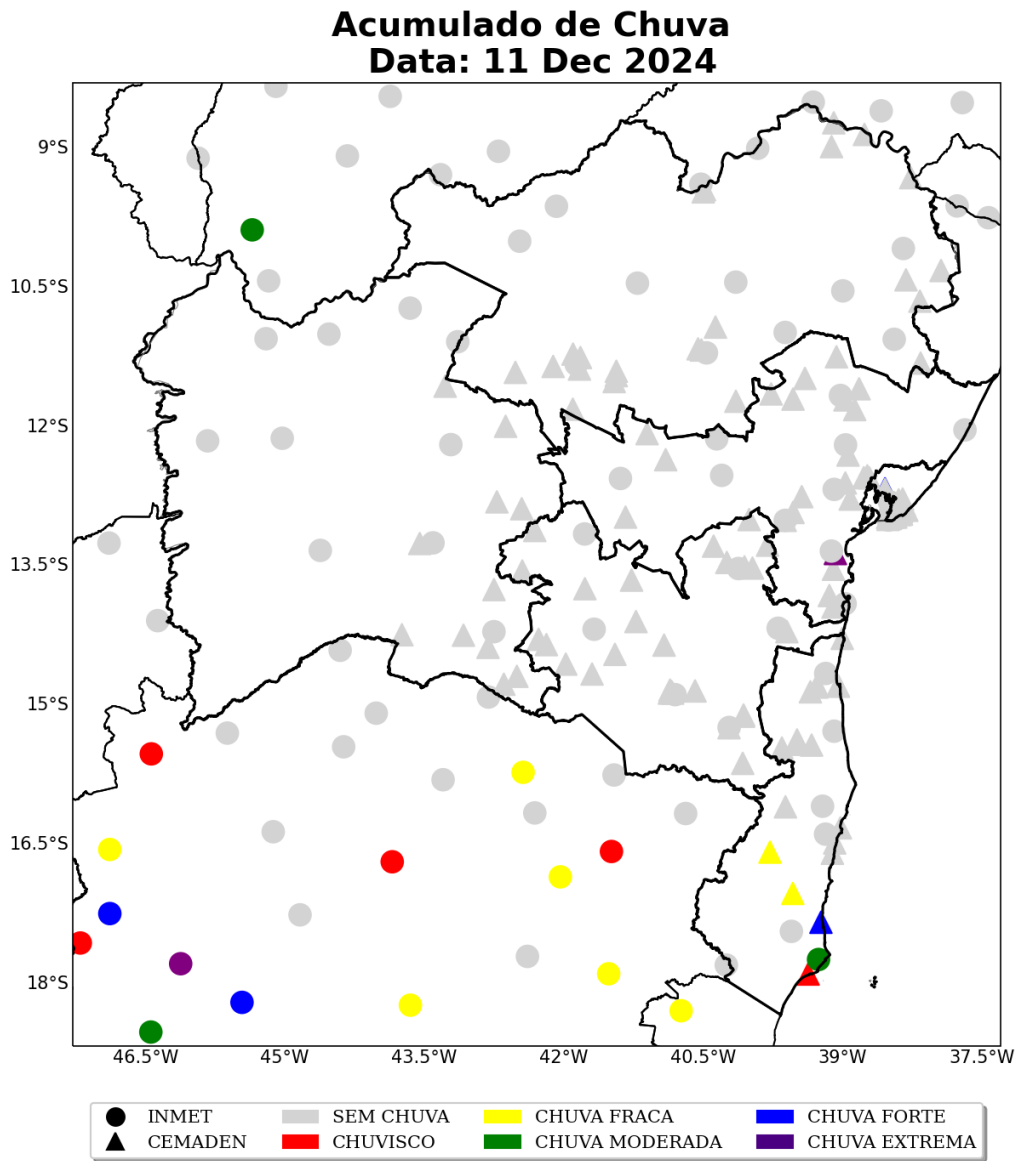 Acumulado de Chuva
Data: 11 Dec 2024
9°S
10.5°S
12°S
13.5°S
15°S
16.5°S
18°S
46.5°W 45°W 43.5°W 42°W 40.5°W 39°W 37.5°W
INMET SEM CHUVA CHUVA FRACA CHUVA FORTE
CEMADEN CHUVISCO CHUVA MODERADA CHUVA EXTREMA